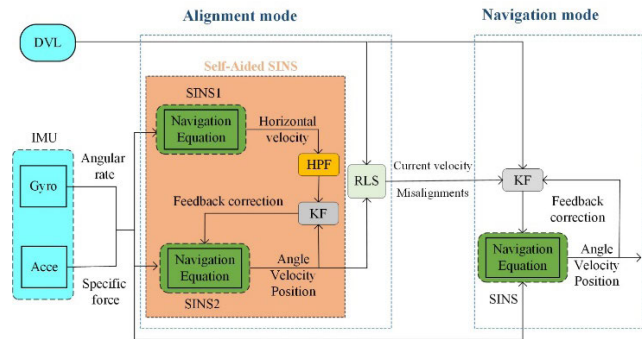 Alignment mode
Navigation mode
DVL
Self-Aided SINS
SINS1
Navigation
Equation
Horizontal
velocity
IMU
Angular
rate
HPF
Gyro
RLS
Current velocity
Misalignments
KF
Feedback correction
KF
Feedback
correction
Acce
Navigation
Equation
Angle
Velocity
Position
Navigation
Equation
Angle
Velocity
Position
Specific
force
SINS2
SINS